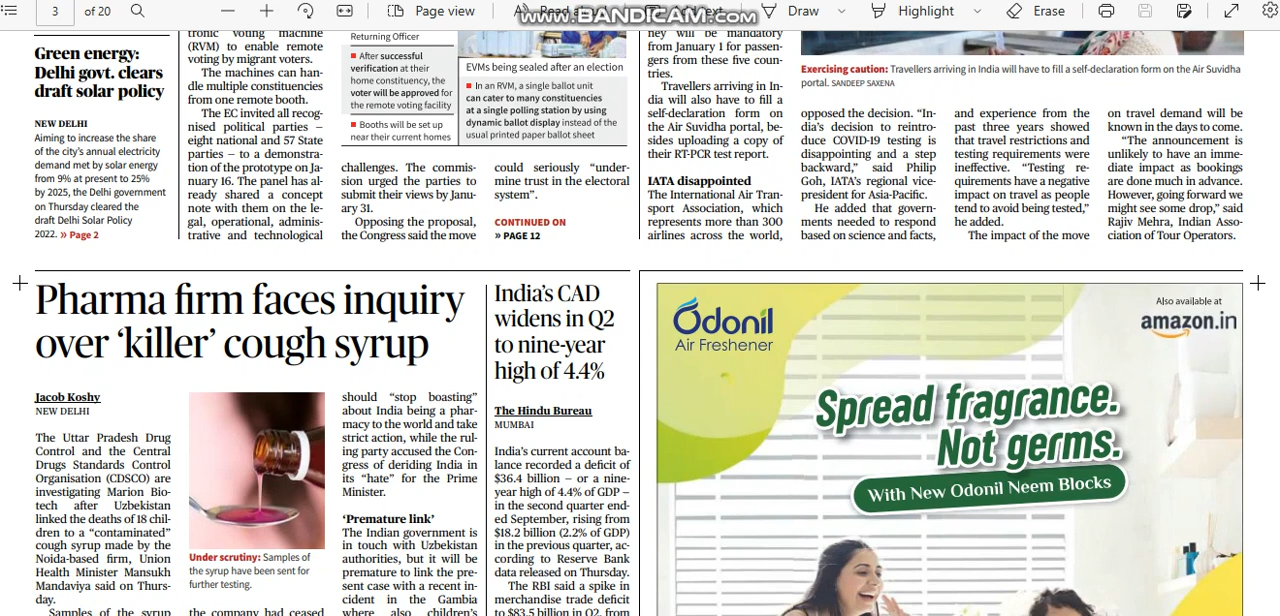 3 of 20
Page view
Draw
Highlight
Erase
www.BANDICAM.com
Green energy:
Delhi govt. clears
draft solar policy
NEW DELHI
Aiming to increase the share
of the city's annual electricity
demand met by solar energy
from 9% at present to 25%
by 2025, the Delhi government
on Thursday cleared the
draft Delhi Solar Policy
2022. » Page 2
tronic voting machine
(RVM) to enable remote
voting by migrant voters.
The machines can han-
dle multiple constituencies
from one remote booth.
The EC invited all recog-
nised political parties —
eight national and 57 State
parties — to a demonstra-
tion of the prototype on
January 16. The panel has al-
ready shared a concept
note with them on the le-
gal, operational, adminis-
trative and technological
Returning Officer
After successful
verification at their
home constituency, the
voter will be approved for
the remote voting facility
Booths will be set up
near their current homes
EVMs being sealed after an election
In an RVM, a single ballot unit
can cater to many constituencies
at a single polling station by using
dynamic ballot display instead of the
usual printed paper ballot sheet
challenges. The commis-
sion urged the parties to
submit their views by Janu-
ary 31.
Opposing the proposal,
the Congress said the move
could seriously "under-
mine trust in the electoral
system".
CONTINUED ON
» PAGE 12
hey will be mandatory
from January 1 for passen-
gers from these five coun-
tries.
Travellers arriving in In-
dia will also have to fill a
self-declaration form on
the Air Suvidha portal, be-
sides uploading a copy of
their RT-PCR test report.
IATA disappointed
The International Air Tran-
sport Association, which
represents more than 300
airlines across the world,
Exercising caution: Travellers arriving in India will have to fill a self-declaration form on the Air Suvidha
portal. SANDEEP SAXENA
opposed the decision. "In-
dia's decision to reintro-
duce COVID-19 testing is
disappointing and a step
backward," said Philip
Goh, IATA's regional vice-
president for Asia-Pacific.
He added that govern-
ments needed to respond
based on science and facts,
and experience from the
past three years showed
that travel restrictions and
testing requirements were
ineffective. "Testing re-
quirements have a negative
impact on travel as people
tend to avoid being tested,"
he added.
The impact of the move
on travel demand will be
known in the days to come.
"The announcement is
unlikely to have an imme-
diate impact as bookings
are done much in advance.
However, going forward we
might see some drop," said
Rajiv Mehra, Indian Asso-
ciation of Tour Operators.
Pharma firm faces inquiry
over 'killer' cough syrup
Jacob Koshy
NEW DELHI
The Uttar Pradesh Drug
Control and the Central
Drugs Standards Control
Organisation (CDSCO) are
investigating Marion Bio-
tech after Uzbekistan
linked the deaths of 18 chil-
dren to a "contaminated"
cough syrup made by the
Noida-based firm, Union
Health Minister Mansukh
Mandaviya said on Thurs-
day.
Samples of the syrup
Under scrutiny: Samples of
the syrup have been sent for
further testing.
the company had ceased
should "stop boasting"
about India being a phar-
macy to the world and take
strict action, while the rul-
ing party accused the Con-
gress of deriding India in
its "hate" for the Prime
Minister.
'Premature link'
The Indian government is
in touch with Uzbekistan
authorities, but it will be
premature to link the pre-
sent case with a recent in-
cident in the Gambia
where also children's
India's CAD
widens in Q2
to nine-year
high of 4.4%
The Hindu Bureau
MUMBAI
India's current account ba-
lance recorded a deficit of
$36.4 billion – or a nine-
year high of 4.4% of GDP –
in the second quarter end-
ed September, rising from
$18.2 billion (2.2% of GDP)
in the previous quarter, ac-
cording to Reserve Bank
data released on Thursday.
The RBI said a spike in
merchandise trade deficit
to $83.5 billion in Q2, from
Odonil
Air Freshener
Also available at
amazon.in
Spread fragrance.
Not germs.
With New Odonil Neem Blocks